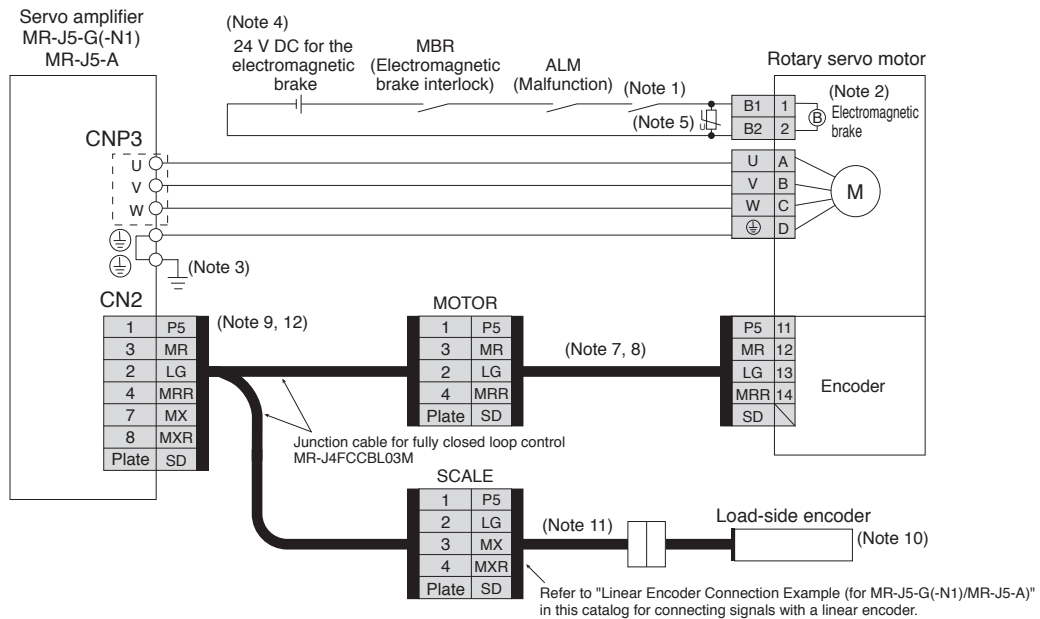 Servo amplifier
MR-J5-G(-N1)
MR-J5-A
(Note 4)
24 V DC for the
electromagnetic
brake
MBR
(Electromagnetic
brake interlock)
ALM
(Malfunction)
(Note 1)
(Note 5)
U
Rotary servo motor
B1 1
B2 2
B
(Note 2)
Electromagnetic
brake
CNP3
U
V
W
U A
V B
W C
D
M
(Note 3)
CN2
1 P5
3 MR
2 LG
4 MRR
7 MX
8 MXR
Plate SD
(Note 9, 12)
MOTOR
1 P5
3 MR
2 LG
4 MRR
Plate SD
(Note 7, 8)
P5 11
MR 12
LG 13
MRR 14
SD
Encoder
Junction cable for fully closed loop control
MR-J4FCCBL03M
SCALE
1 P5
2 LG
3 MX
4 MXR
Plate SD
(Note 11)
Load-side encoder
(Note 10)
Refer to "Linear Encoder Connection Example (for MR-J5-G(-N1)/MR-J5-A)"
in this catalog for connecting signals with a linear encoder.